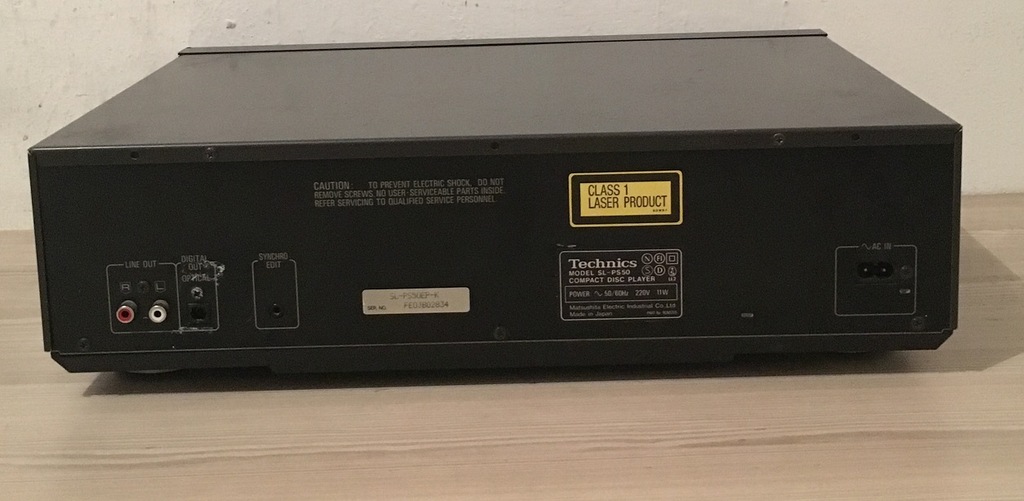 CAUTION: TO PREVENT ELECTRIC SHOCK, DO NOT
REMOVE SCREWS. NO USER-SERVICEABLE PARTS INSIDE.
REFER SERVICING TO QUALIFIED SERVICE PERSONNEL.
CLASS 1
LASER PRODUCT
LINE OUT
R
L
DIGITAL
OUT
OPTICAL
SYNCHRO
EDIT
SL-PS50EP-K
SER. NO. FE0JB02834
Technics
MODEL SL-PS50
COMPACT DISC PLAYER
N
S
D
POWER ∿ 50/60Hz 220V 11W
Matsushita Electric Industrial Co.,Ltd.
Made in Japan
∿ AC IN